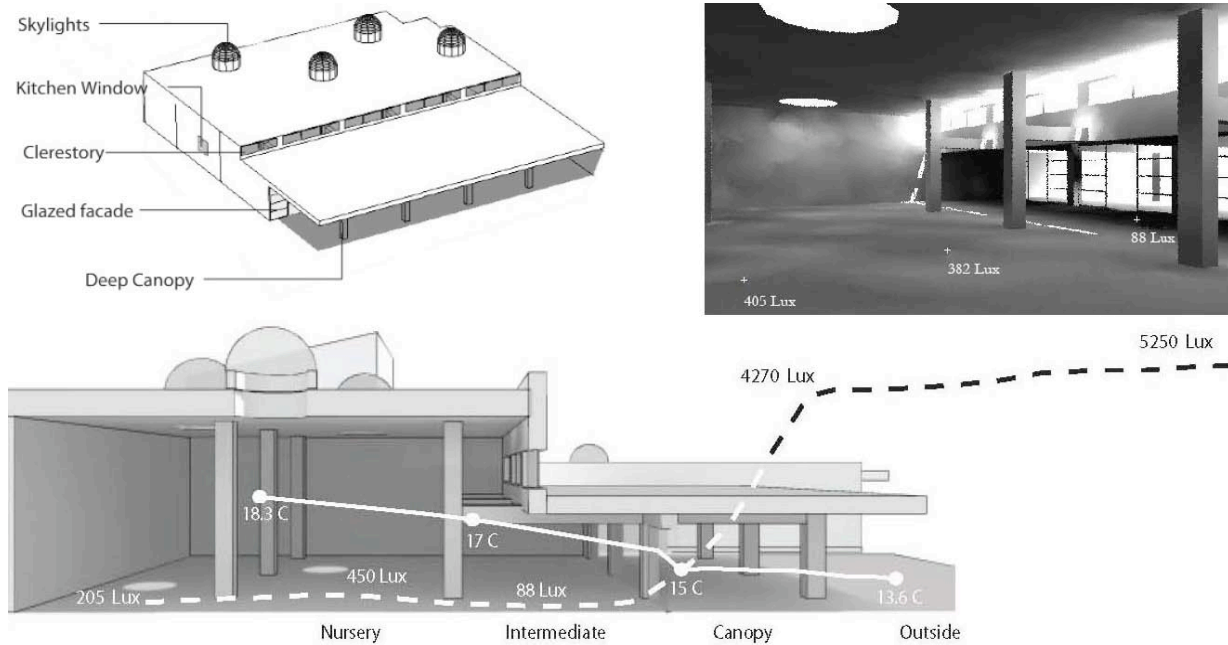 Skylights
Kitchen Window
Clerestory
Glazed facade
Deep Canopy
88 Lux
382 Lux
405 Lux
5250 Lux
4270 Lux
18.3 C
17 C
450 Lux
88 Lux
15 C
205 Lux
13.6 C
Nursery Intermediate Canopy Outside